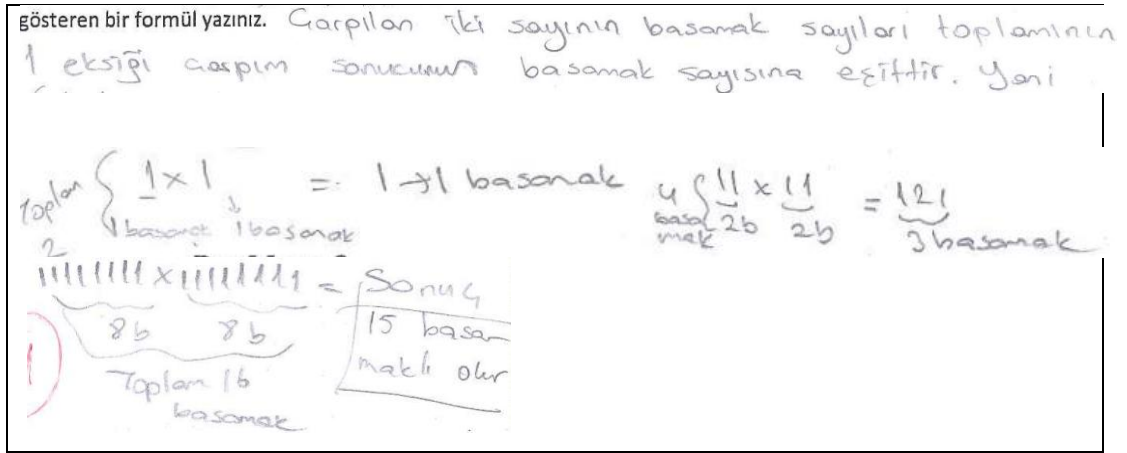 gösteren bir formül yazınız. Çarpılan iki sayının basamak sayıları toplamının
1 eksiği çarpım sonucunun basamak sayısına eşittir. Yani
Toplam 2 { 1 x 1 = 1 → 1 basamak
1 basamak 1 basamak
4 basamak { 11 x 11 = 121
2b 2b 3 basamak
11111111 x 11111111 = Sonuç
8b 8b 15 basa
maklı olur
Toplam 16
basamak
1